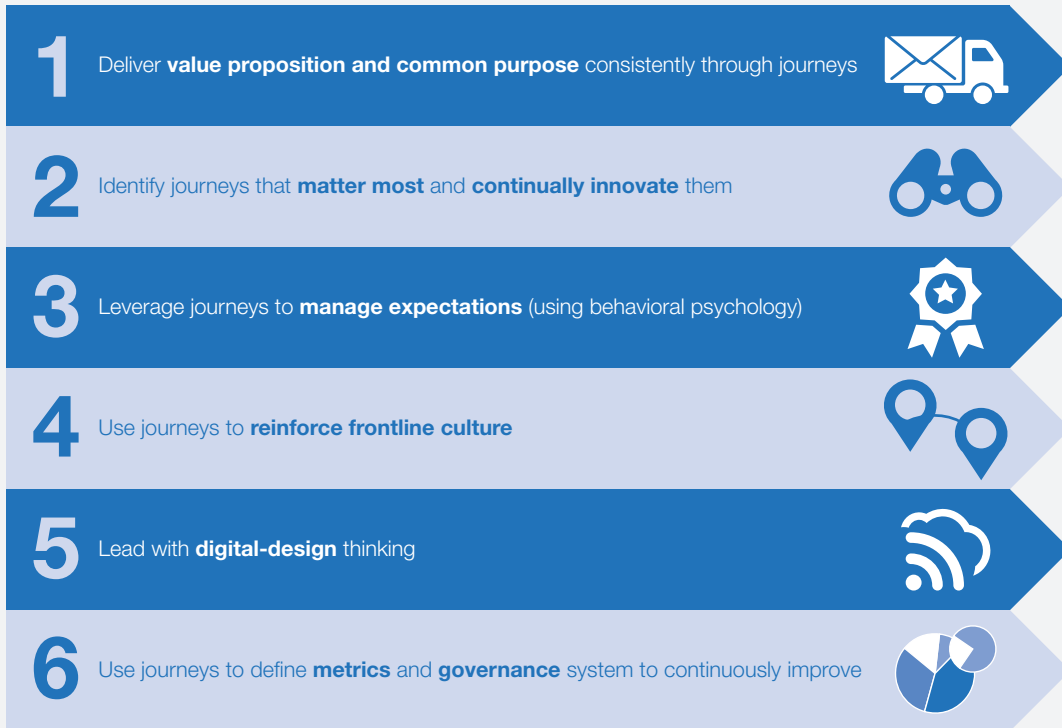 1 Deliver value proposition and common purpose consistently through journeys
2 Identify journeys that matter most and continually innovate them
3 Leverage journeys to manage expectations (using behavioral psychology)
4 Use journeys to reinforce frontline culture
5 Lead with digital-design thinking
6 Use journeys to define metrics and governance system to continuously improve